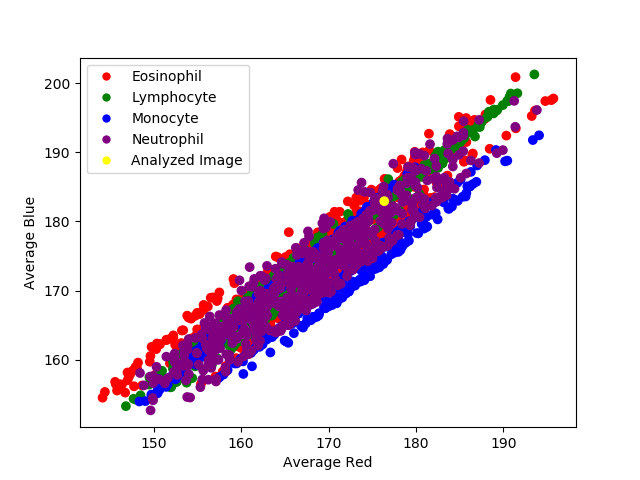 Eosinophil
Lymphocyte
Monocyte
Neutrophil
Analyzed Image
200
190
180
170
160
Average Blue
150 160 170 180 190
Average Red